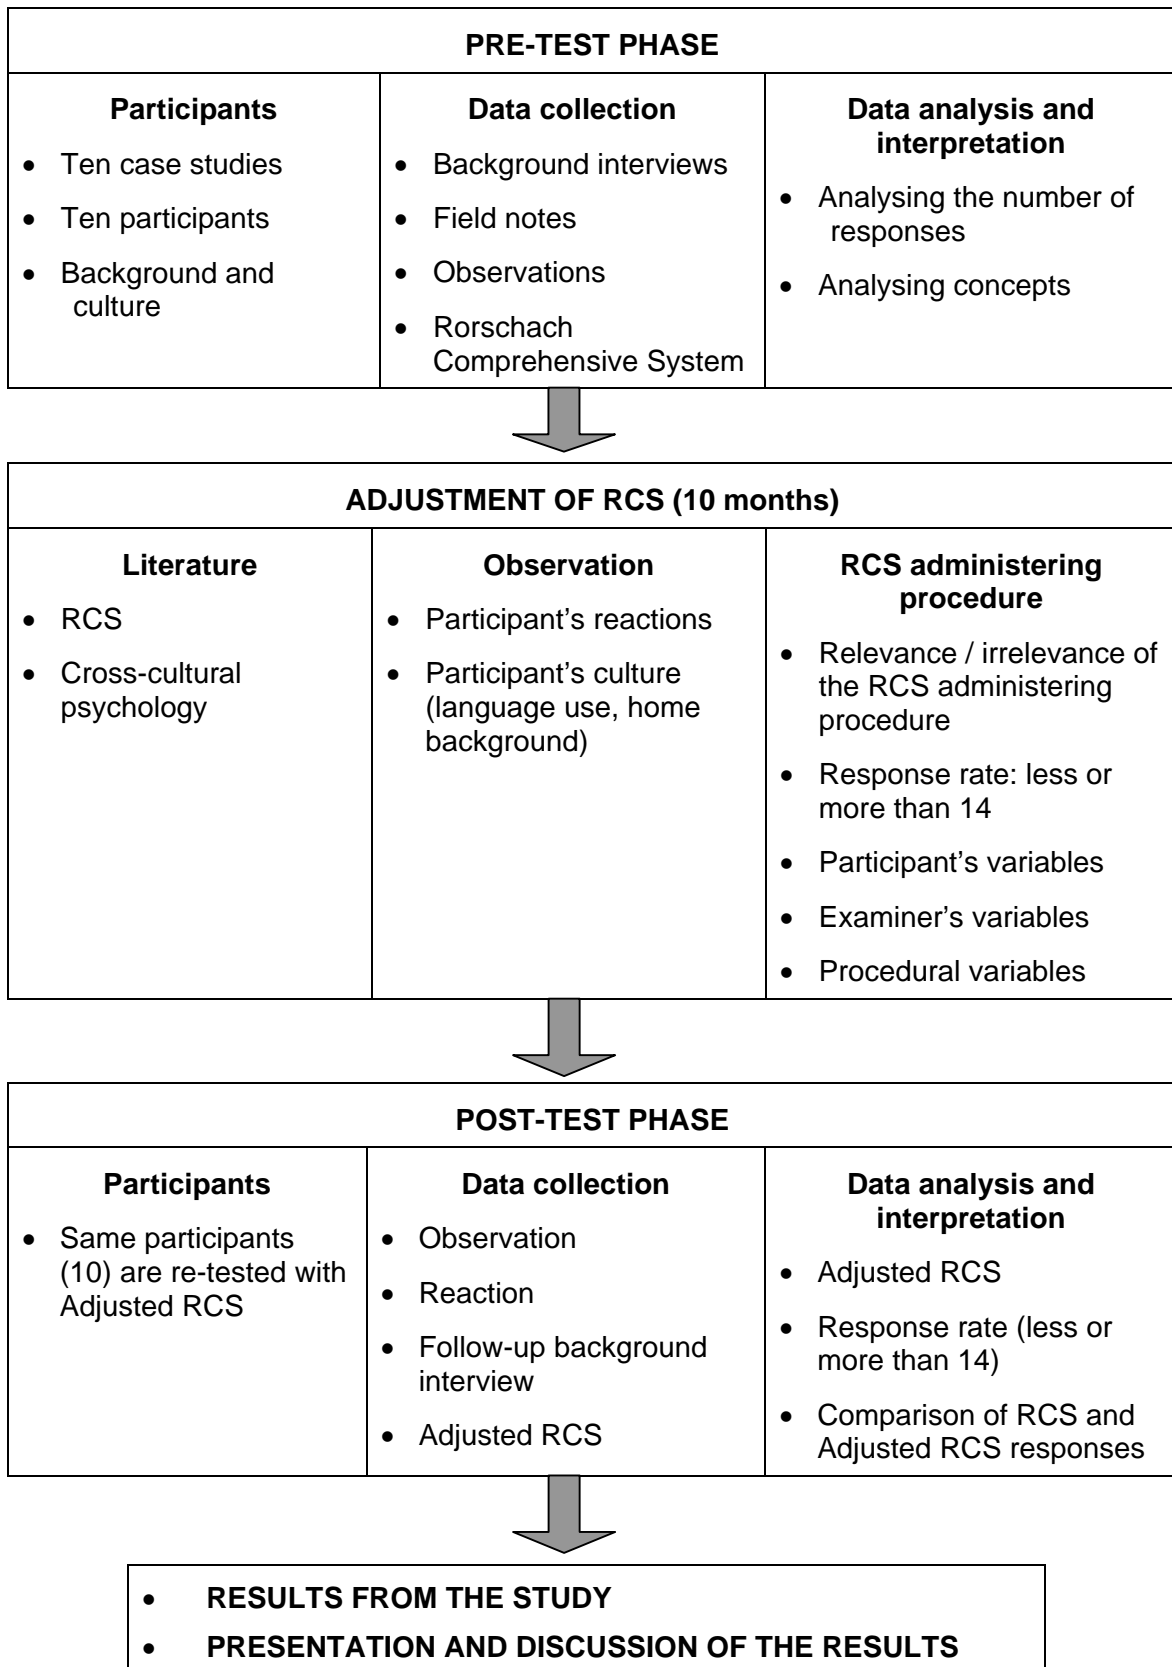 PRE-TEST PHASE
Participants
• Ten case studies
• Ten participants
• Background and
culture
Data collection
• Background interviews
• Field notes
• Observations
• Rorschach
Comprehensive System
Data analysis and
interpretation
• Analysing the number of
responses
• Analysing concepts
ADJUSTMENT OF RCS (10 months)
Literature
• RCS
• Cross-cultural
psychology
Observation
• Participant’s reactions
• Participant’s culture
(language use, home
background)
RCS administering
procedure
• Relevance / irrelevance of
the RCS administering
procedure
• Response rate: less or
more than 14
• Participant’s variables
• Examiner’s variables
• Procedural variables
POST-TEST PHASE
Participants
• Same participants
(10) are re-tested with
Adjusted RCS
Data collection
• Observation
• Reaction
• Follow-up background
interview
• Adjusted RCS
Data analysis and
interpretation
• Adjusted RCS
• Response rate (less or
more than 14)
• Comparison of RCS and
Adjusted RCS responses
• RESULTS FROM THE STUDY
• PRESENTATION AND DISCUSSION OF THE RESULTS